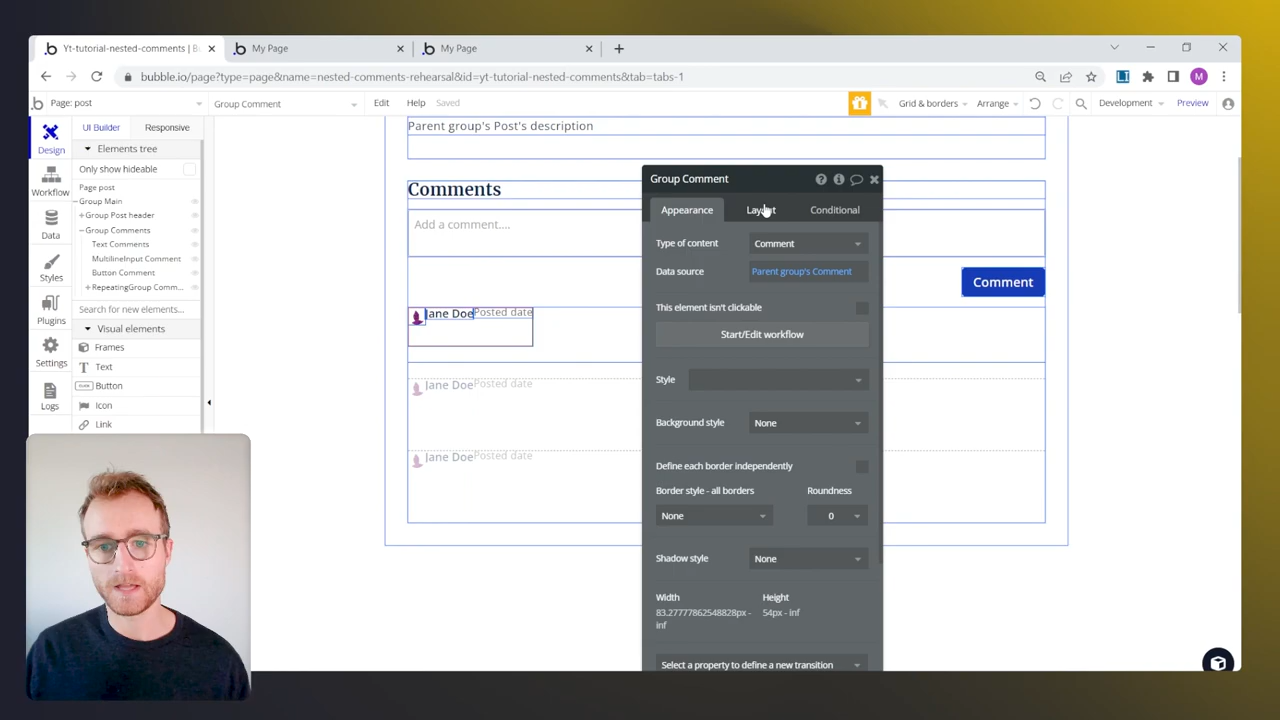 Yt-tutorial-nested-comments | Bu
My Page
My Page
bubble.io/page?type=page&name=nested-comments-rehearsal&id=yt-tutorial-nested-comments&tab=tabs-1
M
Page: post
Group Comment
Edit
Help
Saved
Grid & borders
Arrange
Development
Preview
Design
Workflow
Data
Styles
Plugins
Settings
Logs
UI Builder
Responsive
Elements tree
Only show hideable
Page post
Group Main
Group Post header
Group Comments
Text Comments
MultilineInput Comment
Button Comment
RepeatingGroup Comm...
Search for new elements...
Visual elements
Frames
Text
CLICK Button
Icon
Link
Parent group's Post's description
Comments
Add a comment....
Comment
Jane Doe Posted date
Jane Doe Posted date
Jane Doe Posted date
Group Comment
Appearance
Layout
Conditional
Type of content
Comment
Data source
Parent group's Comment
This element isn't clickable
Start/Edit workflow
Style
Background style
None
Define each border independently
Border style - all borders
Roundness
None
0
Shadow style
None
Width
Height
83.27777862548828px -
inf
54px - inf
Select a property to define a new transition